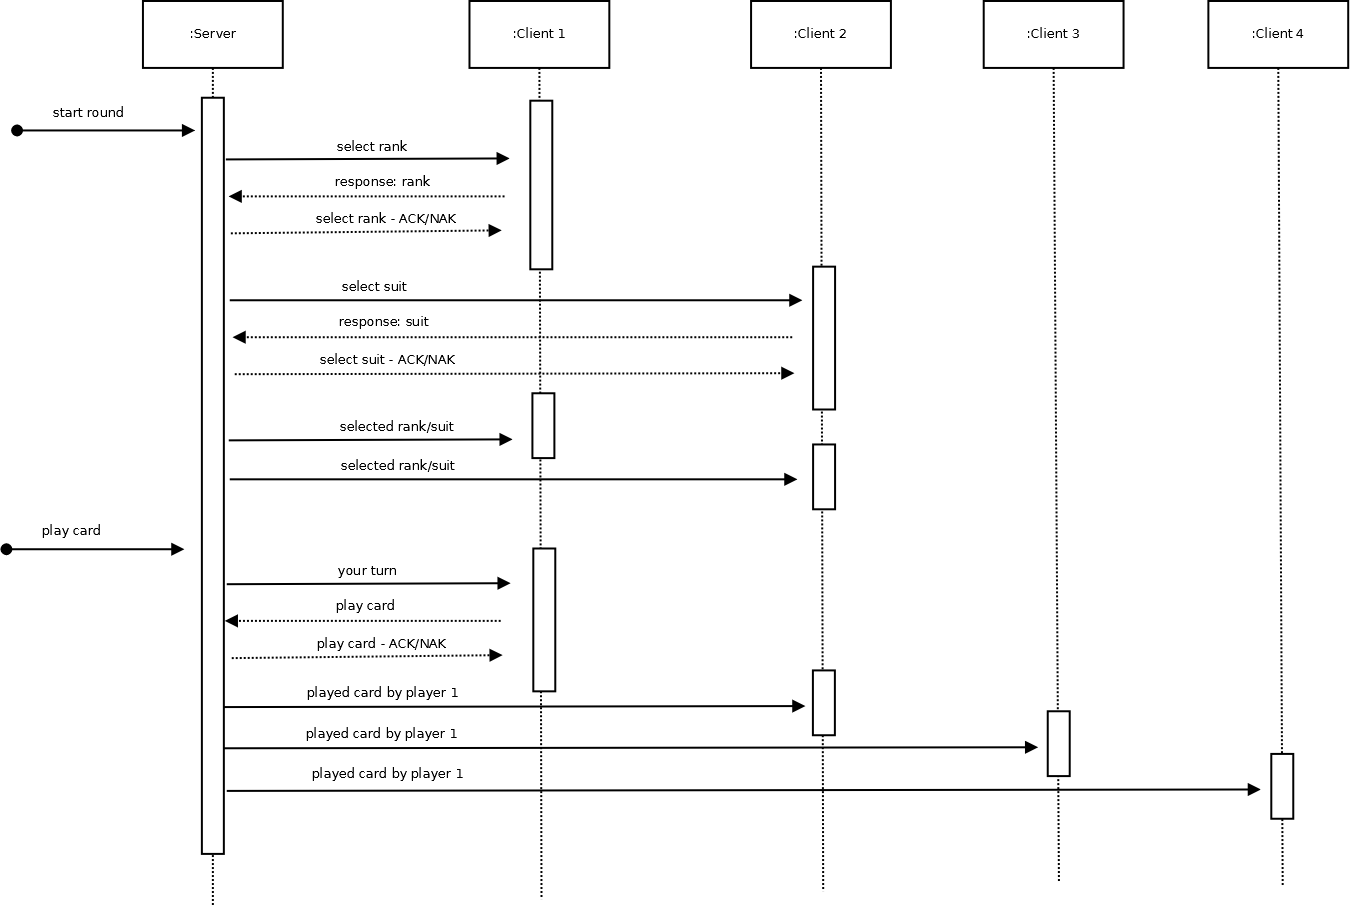 :Server
:Client 1
:Client 2
:Client 3
:Client 4
start round
select rank
response: rank
select rank - ACK/NAK
select suit
response: suit
select suit - ACK/NAK
selected rank/suit
selected rank/suit
play card
your turn
play card
play card - ACK/NAK
played card by player 1
played card by player 1
played card by player 1